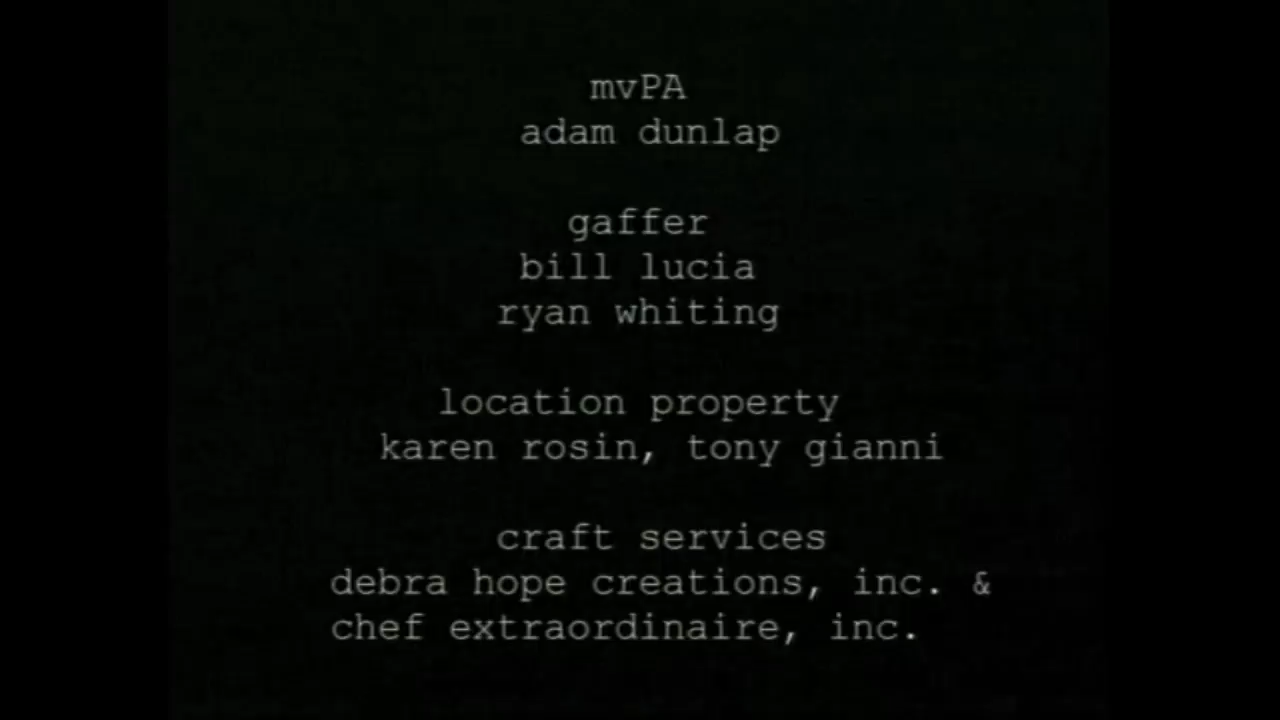 mvPA
adam dunlap
gaffer
bill lucia
ryan whiting
location property
karen rosin, tony gianni
craft services
debra hope creations, inc. &
chef extraordinaire, inc.